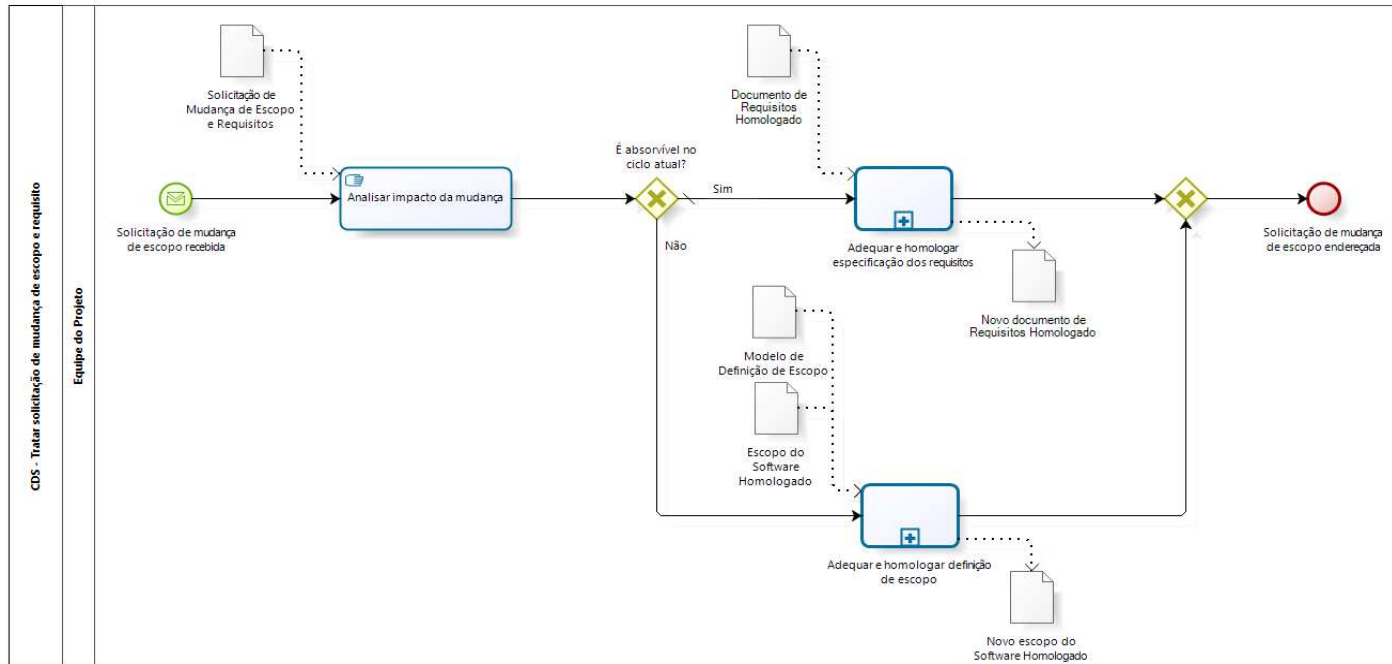 CDS - Tratar solicitação de mudança de escopo e requisito
Equipe do Projeto
Solicitação de
Mudança de Escopo
e Requisitos
Solicitação de mudança
de escopo recebida
Analisar impacto da mudança
É absorvível no
ciclo atual?
Sim
Não
Documento de
Requisitos
Homologado
Adequar e homologar
especificação dos requisitos
Novo documento de
Requisitos Homologado
Solicitação de mudança
de escopo endereçada
Modelo de
Definição de Escopo
Escopo do
Software
Homologado
Adequar e homologar definição
de escopo
Novo escopo do
Software Homologado